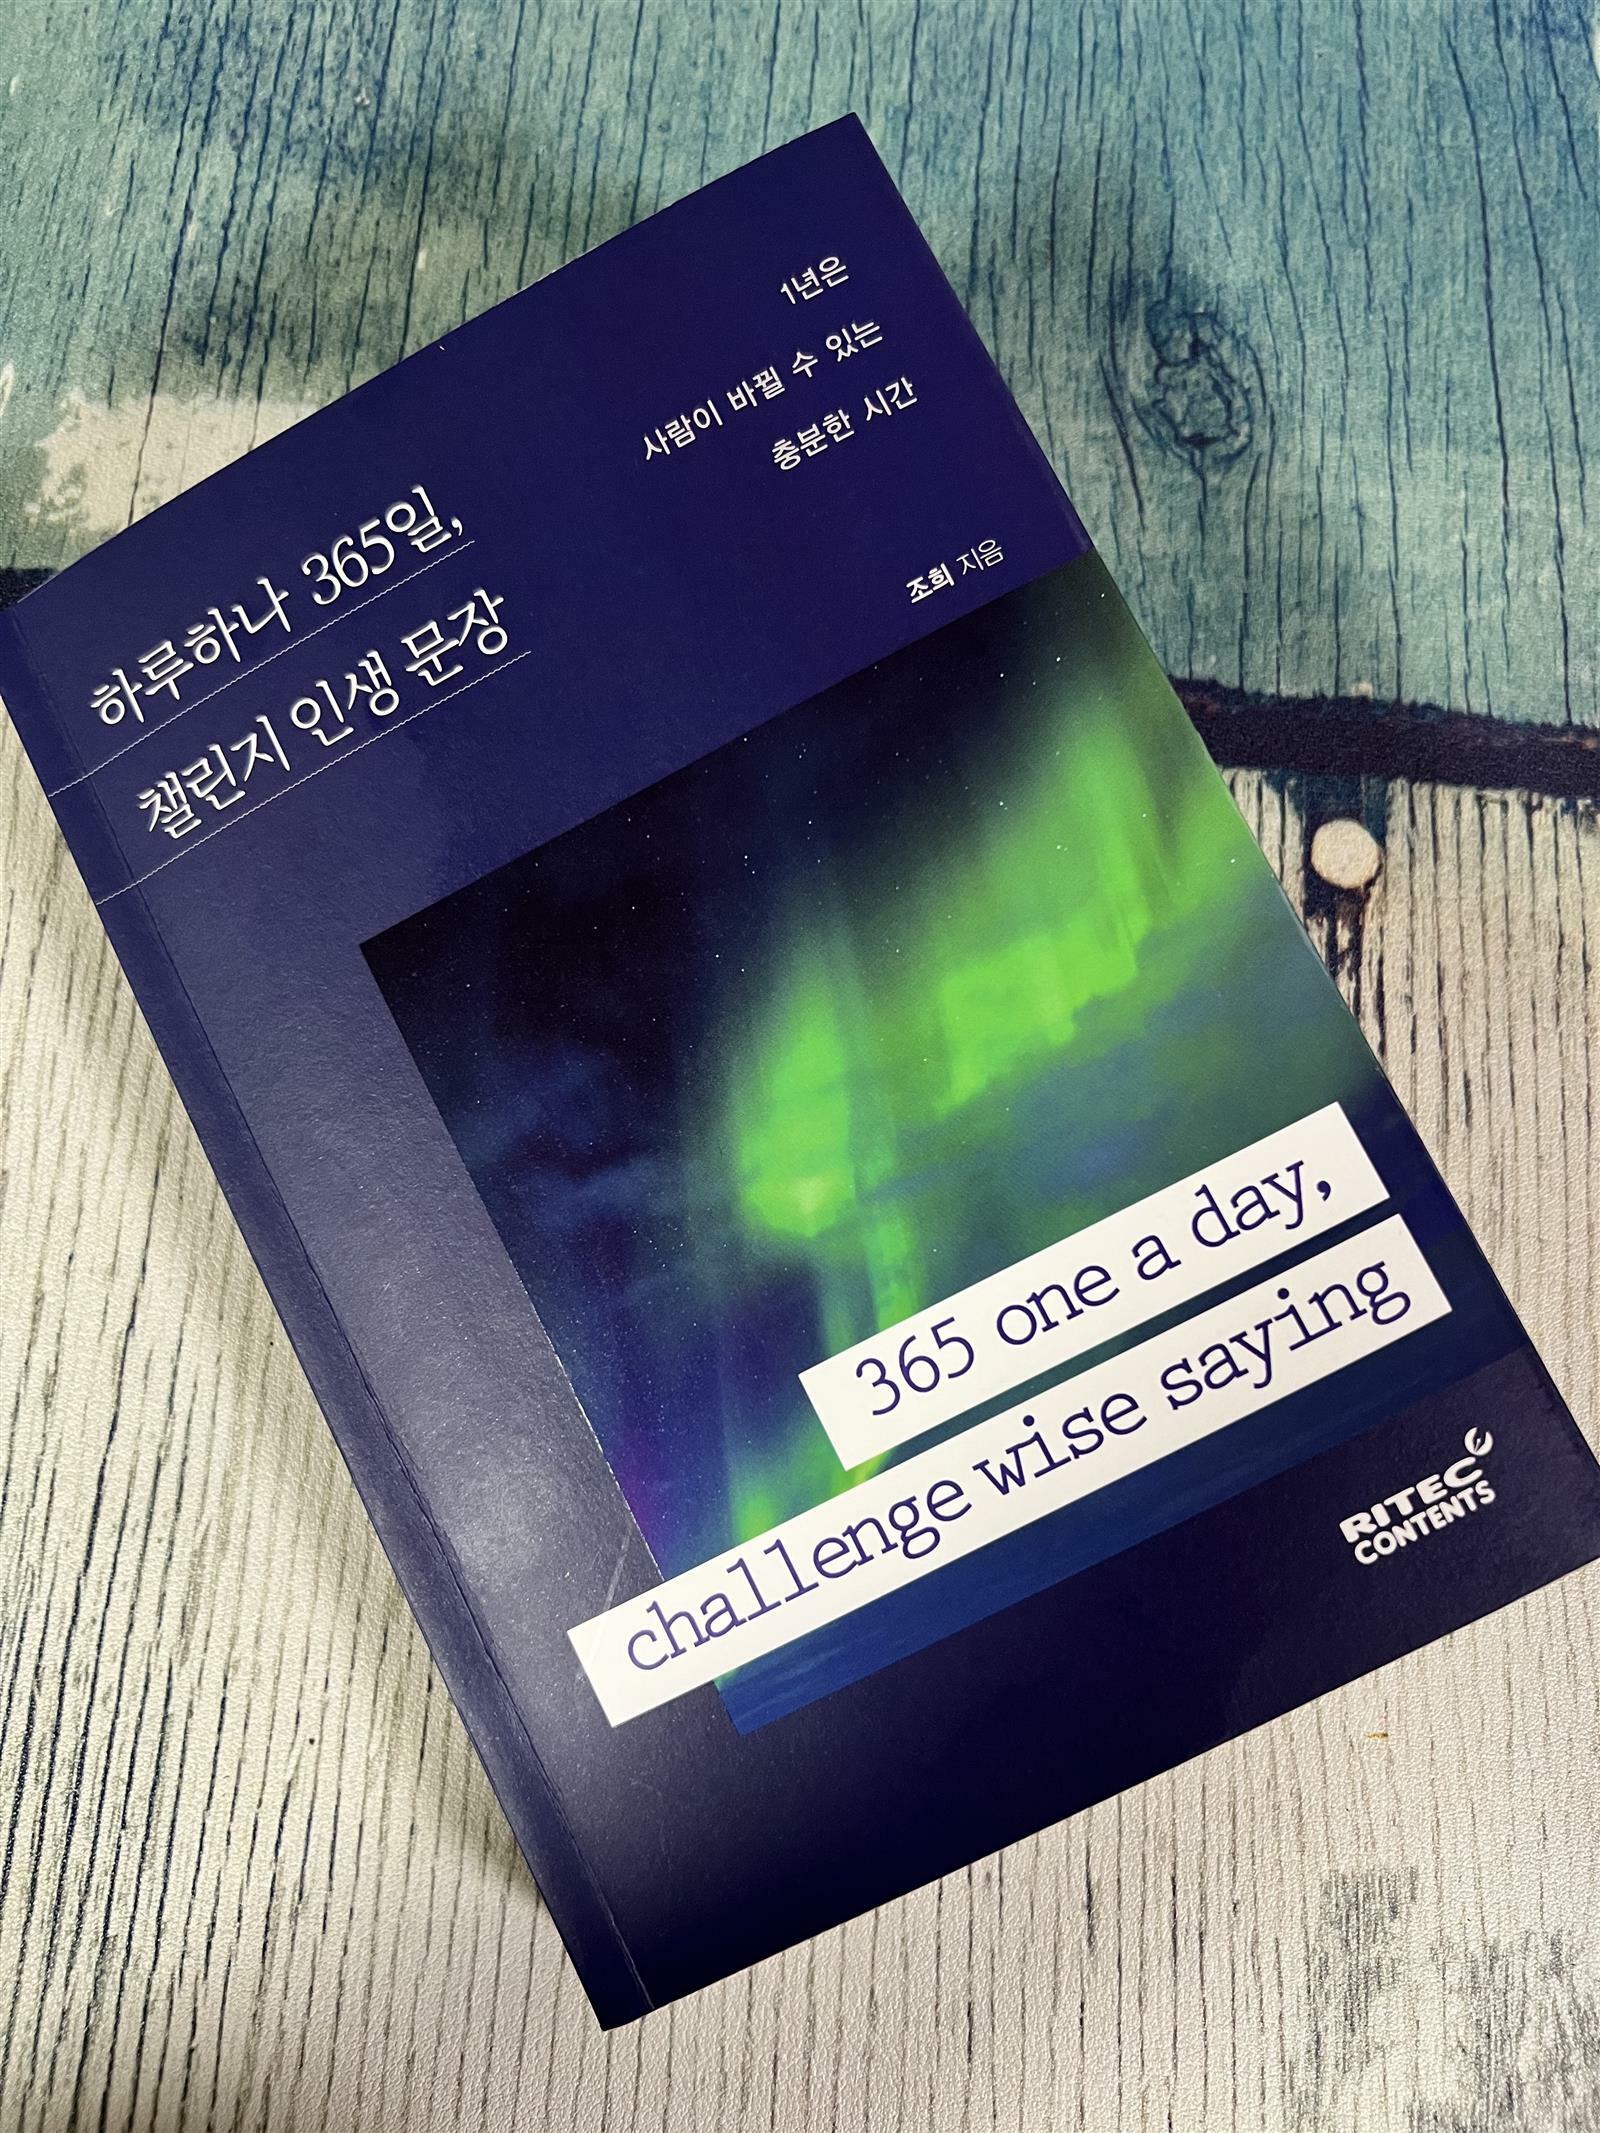 1년은
사람이 바뀔 수 있는
충분한 시간
하루하나 365일,
챌린지 인생 문장
조희 지음
365 one a day,
challenge wise saying
RITEC
CONTENTS